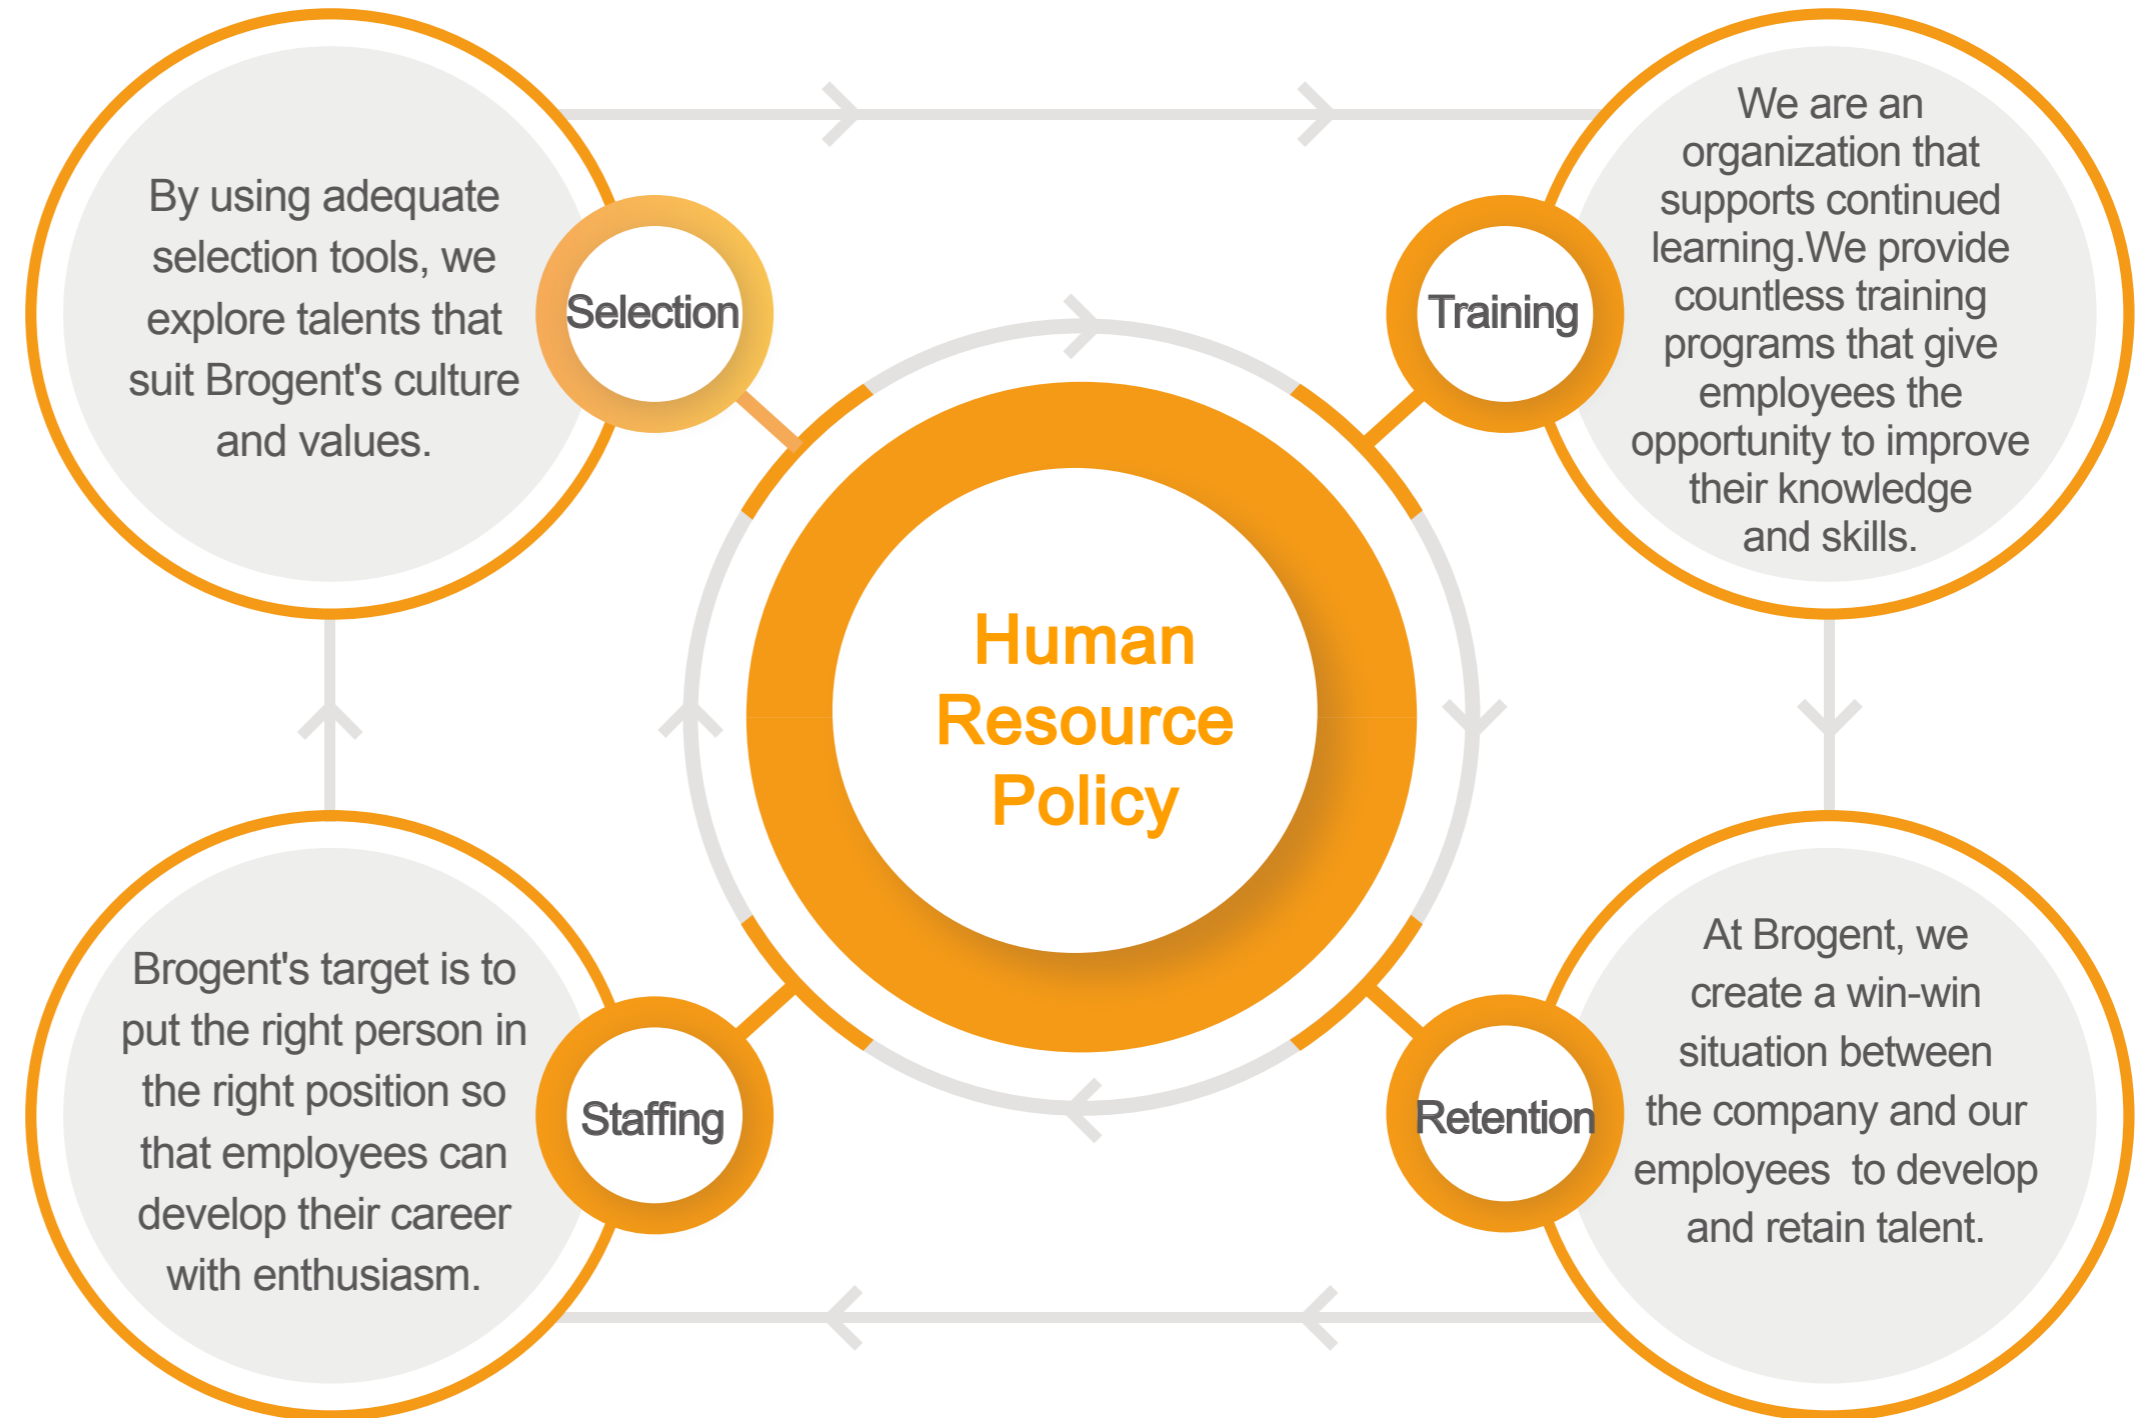 By using adequate
selection tools, we
explore talents that
suit Brogent's culture
and values.
Selection
Training
We are an
organization that
supports continued
learning.We provide
countless training
programs that give
employees the
opportunity to improve
their knowledge
and skills.
Human
Resource
Policy
Brogent's target is to
put the right person in
the right position so
that employees can
develop their career
with enthusiasm.
Staffing
Retention
At Brogent, we
create a win-win
situation between
the company and our
employees  to develop
and retain talent.